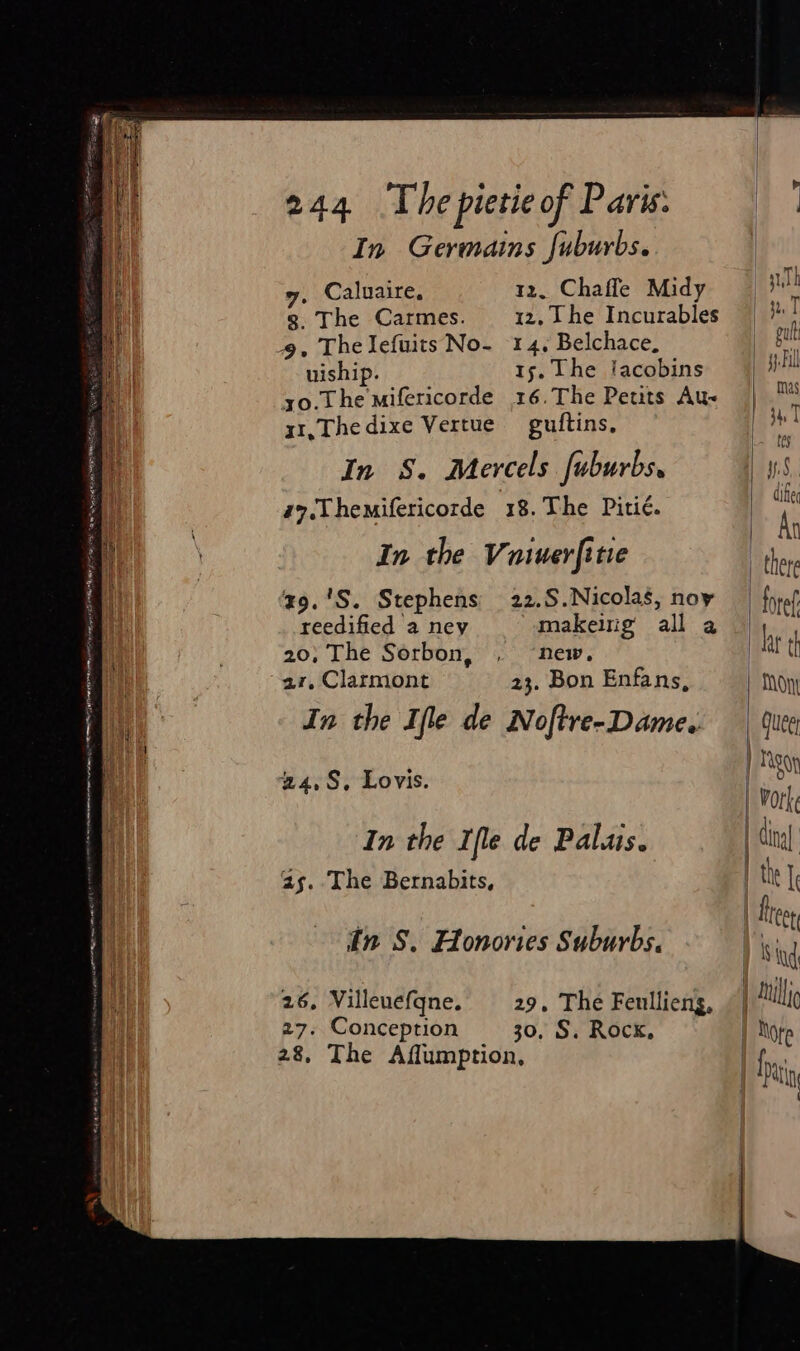 244 The pietie of Paris.
In Germains ſuburbs.
7. Caluaire.
8. The Carmes.
9. The Ieſuits No-
uiship.
10. The miſericorde
11, The dixe Vertue
12. Chaſſe Midy
12, The Incurables
14. Belchace,
15. The Iacobins
16. The Petits Au-
guſtins.
In S. Mercels ſuburbs.
17. The miſericorde 18. The Pitié.
In the Vniuerſitie
19. S. Stephens
reedified a ney
20, The Sorbon,
21, Clarmont
22. S. Nicolas, noy
makeing all a
new.
23. Bon Enfans,
In the Iſle de Noſtre-Dame.
24, S. Lovis.
In the Iſle de Palais.
25. The Bernabits,
In S. Honories Suburbs.
26. Villeueſqne.
27. Conception
28. The Aſſumption,
29. The Feulliens,
30. S. Rock,